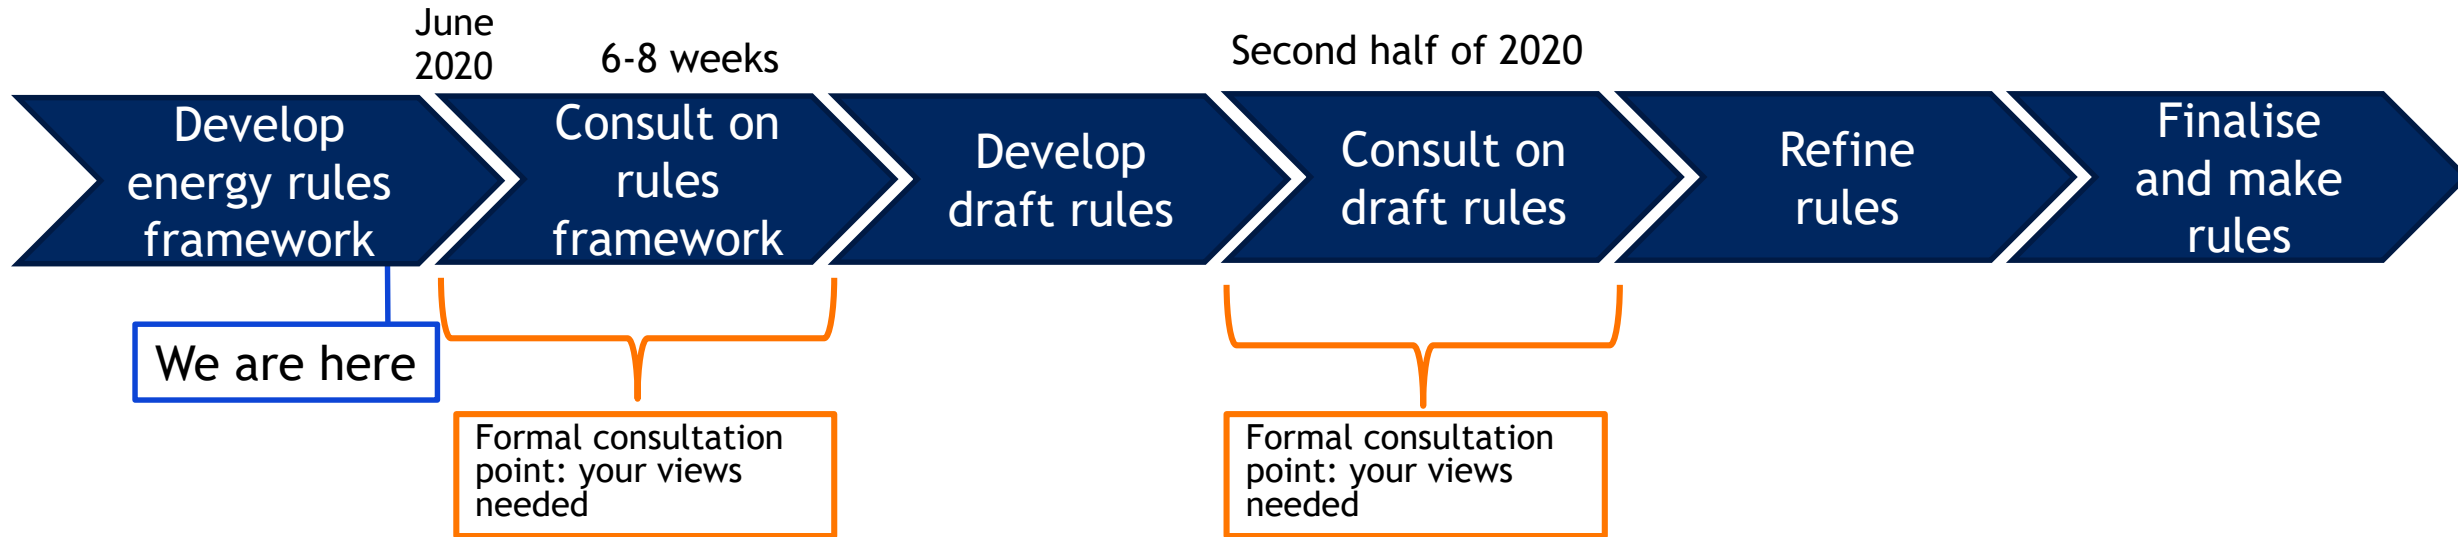 June
2020
6-8 weeks
Second half of 2020
Develop
energy rules
framework
Consult on
rules
framework
Develop
draft rules
Consult on
draft rules
Refine
rules
Finalise
and make
rules
We are here
Formal consultation
point: your views
needed
Formal consultation
point: your views
needed